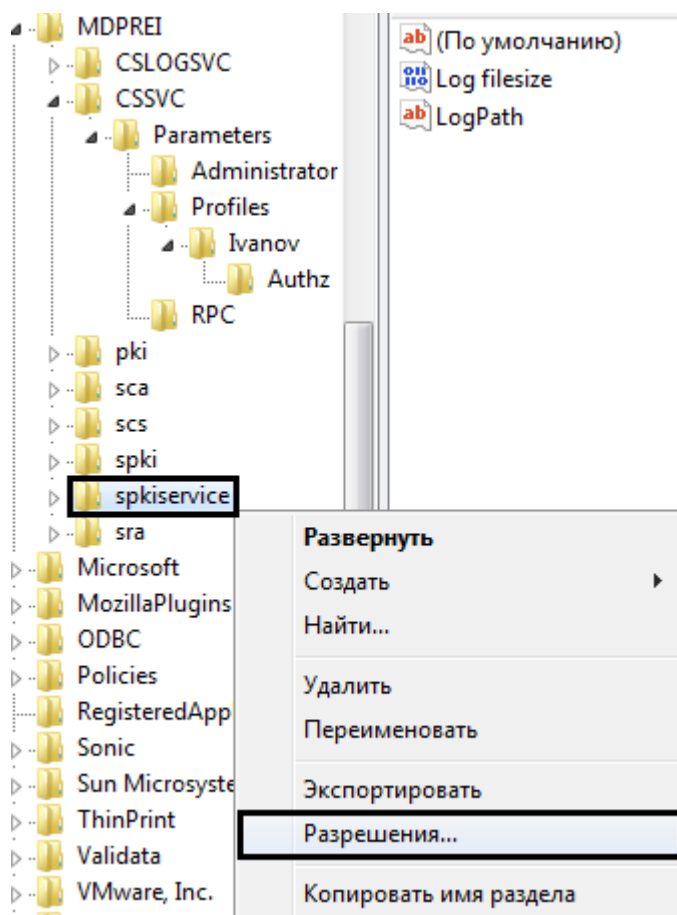 MDPREI
CSLOGSVC
CSSVC
Parameters
Administrator
Profiles
Ivanov
Authz
RPC
pki
sca
scs
spki
spkiservice
sra
Microsoft
MozillaPlugins
ODBC
Policies
RegisteredApp
Sonic
Sun Microsyste
ThinPrint
Validata
VMware, Inc.
ab (По умолчанию)
Log filesize
ab LogPath
Развернуть
Создать
Найти...
Удалить
Переименовать
Экспортировать
Разрешения...
Копировать имя раздела